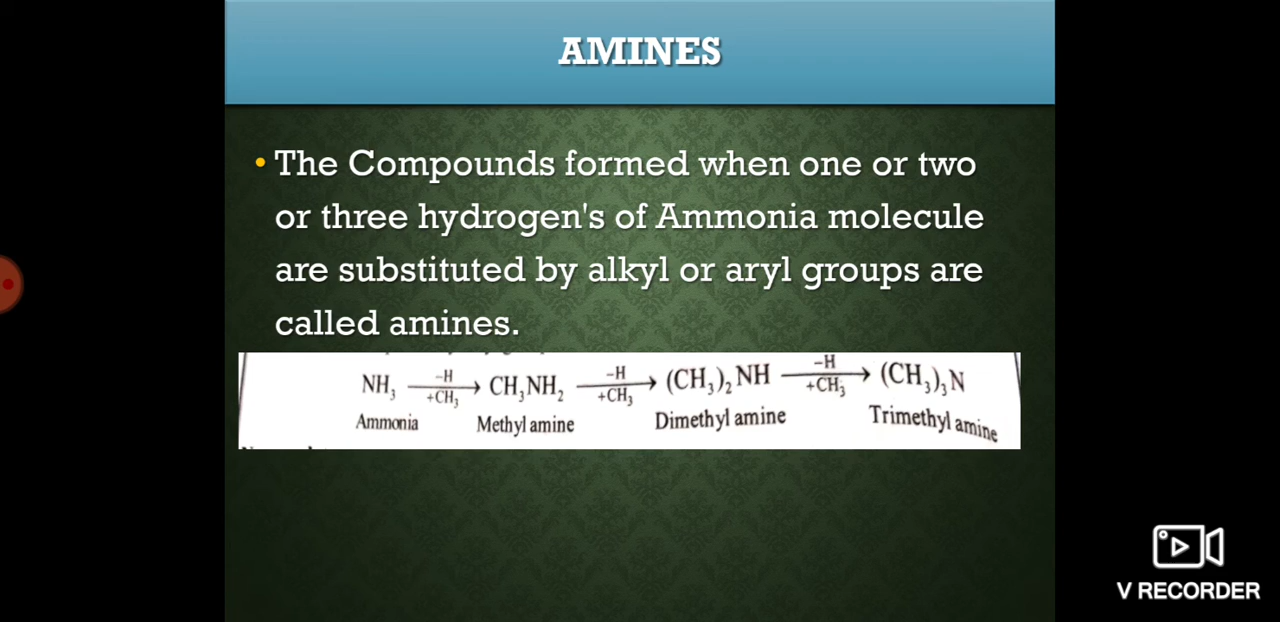 AMINES
• The Compounds formed when one or two
or three hydrogen's of Ammonia molecule
are substituted by alkyl or aryl groups are
called amines.
NH₃ —H/+CH₃→ CH₃NH₂ —H/+CH₃→ (CH₃)₂NH —H/+CH₃→ (CH₃)₃N
Ammonia Methyl amine Dimethyl amine Trimethyl amine
V RECORDER